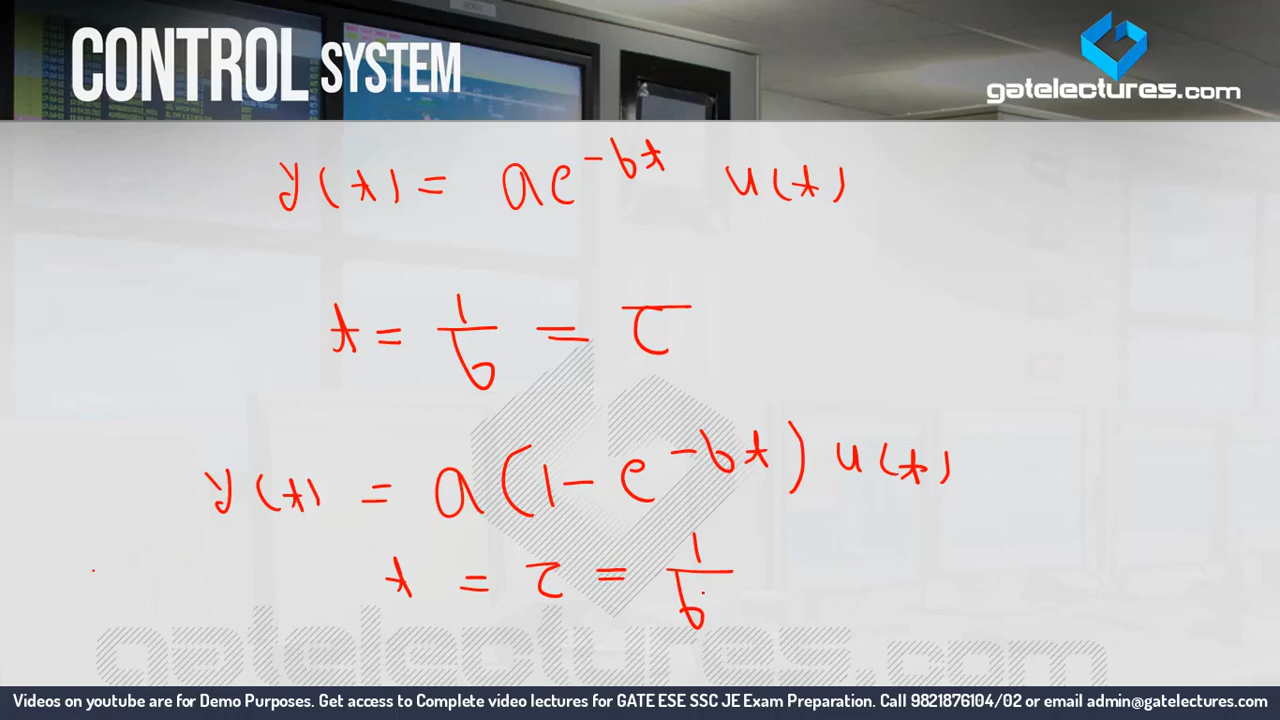 CONTROL SYSTEM
gatelectures.com
y(t) = ae^{-bt} u(t)
t = 1/b = τ
y(t) = a(1 - e^{-bt}) u(t)
t = τ = 1/b
gatelectures.com
Videos on youtube are for Demo Purposes. Get access to Complete video lectures for GATE ESE SSC JE Exam Preparation. Call 9821876104/02 or email admin@gatelectures.com